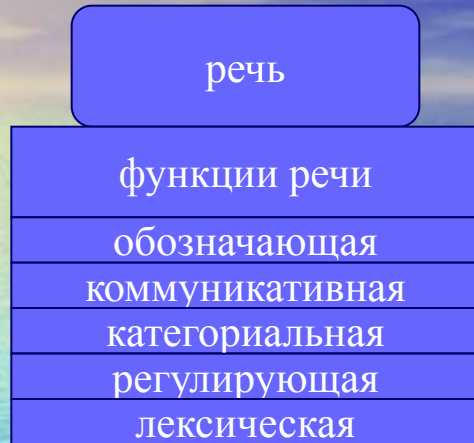 речь
функции речи
обозначающая
коммуникативная
категориальная
регулирующая
лексическая